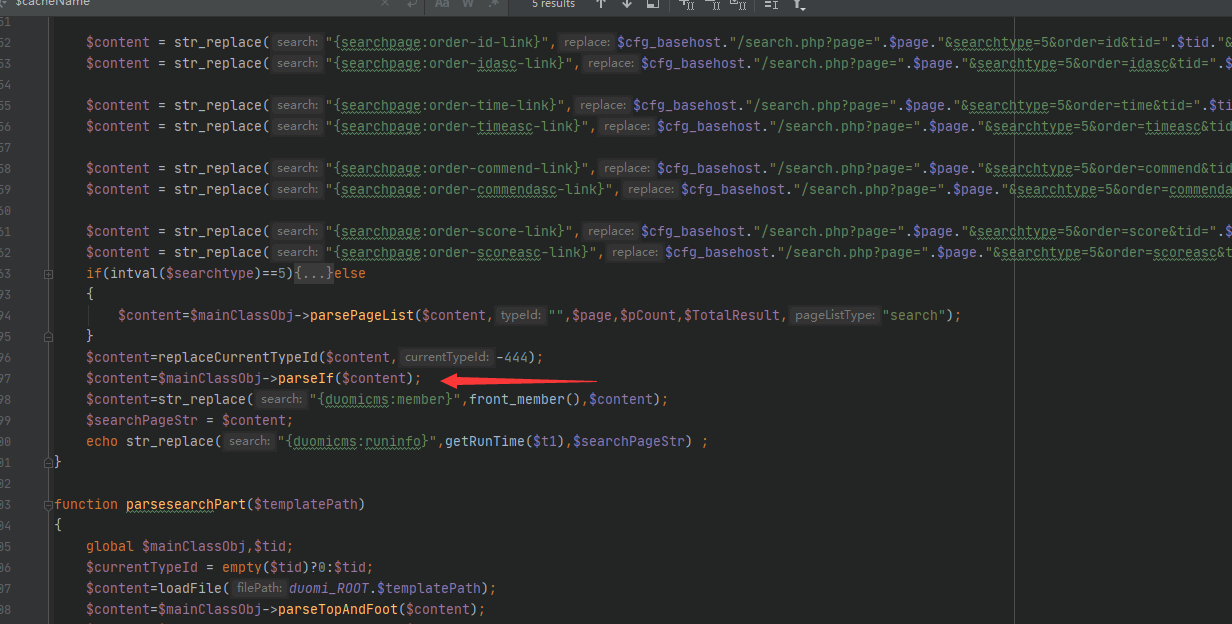 $cacheName Aa W .* 5 results
51
52 $content = str_replace( search: "{searchpage:order-id-link}", replace: $cfg_basehost."/search.php?page=".$page."&searchtype=5&order=id&tid=".$tid."&
53 $content = str_replace( search: "{searchpage:order-idasc-link}", replace: $cfg_basehost."/search.php?page=".$page."&searchtype=5&order=idasc&tid=".$
54
55 $content = str_replace( search: "{searchpage:order-time-link}", replace: $cfg_basehost."/search.php?page=".$page."&searchtype=5&order=time&tid=".$ti
56 $content = str_replace( search: "{searchpage:order-timeasc-link}", replace: $cfg_basehost."/search.php?page=".$page."&searchtype=5&order=timeasc&tid
57
58 $content = str_replace( search: "{searchpage:order-commend-link}", replace: $cfg_basehost."/search.php?page=".$page."&searchtype=5&order=commend&tid
59 $content = str_replace( search: "{searchpage:order-commendasc-link}", replace: $cfg_basehost."/search.php?page=".$page."&searchtype=5&order=commenda
60
61 $content = str_replace( search: "{searchpage:order-score-link}", replace: $cfg_basehost."/search.php?page=".$page."&searchtype=5&order=score&tid=".$
62 $content = str_replace( search: "{searchpage:order-scoreasc-link}", replace: $cfg_basehost."/search.php?page=".$page."&searchtype=5&order=scoreasc&t
63 if(intval($searchtype)==5){...}else
93 {
94 $content=$mainClassObj->parsePageList($content, typeId: "",$page,$pCount,$TotalResult, pageListType: "search");
95 }
96 $content=replaceCurrentTypeId($content, currentTypeId: -444);
97 $content=$mainClassObj->parseIf($content);
98 $content=str_replace( search: "{duomicms:member}",front_member(),$content);
99 $searchPageStr = $content;
00 echo str_replace( search: "{duomicms:runinfo}",getRunTime($t1),$searchPageStr) ;
01 }
02
03 function parsesearchPart($templatePath)
04 {
05 global $mainClassObj,$tid;
06 $currentTypeId = empty($tid)?0:$tid;
07 $content=loadFile( filePath: duomi_ROOT.$templatePath);
08 $content=$mainClassObj->parseTopAndFoot($content);